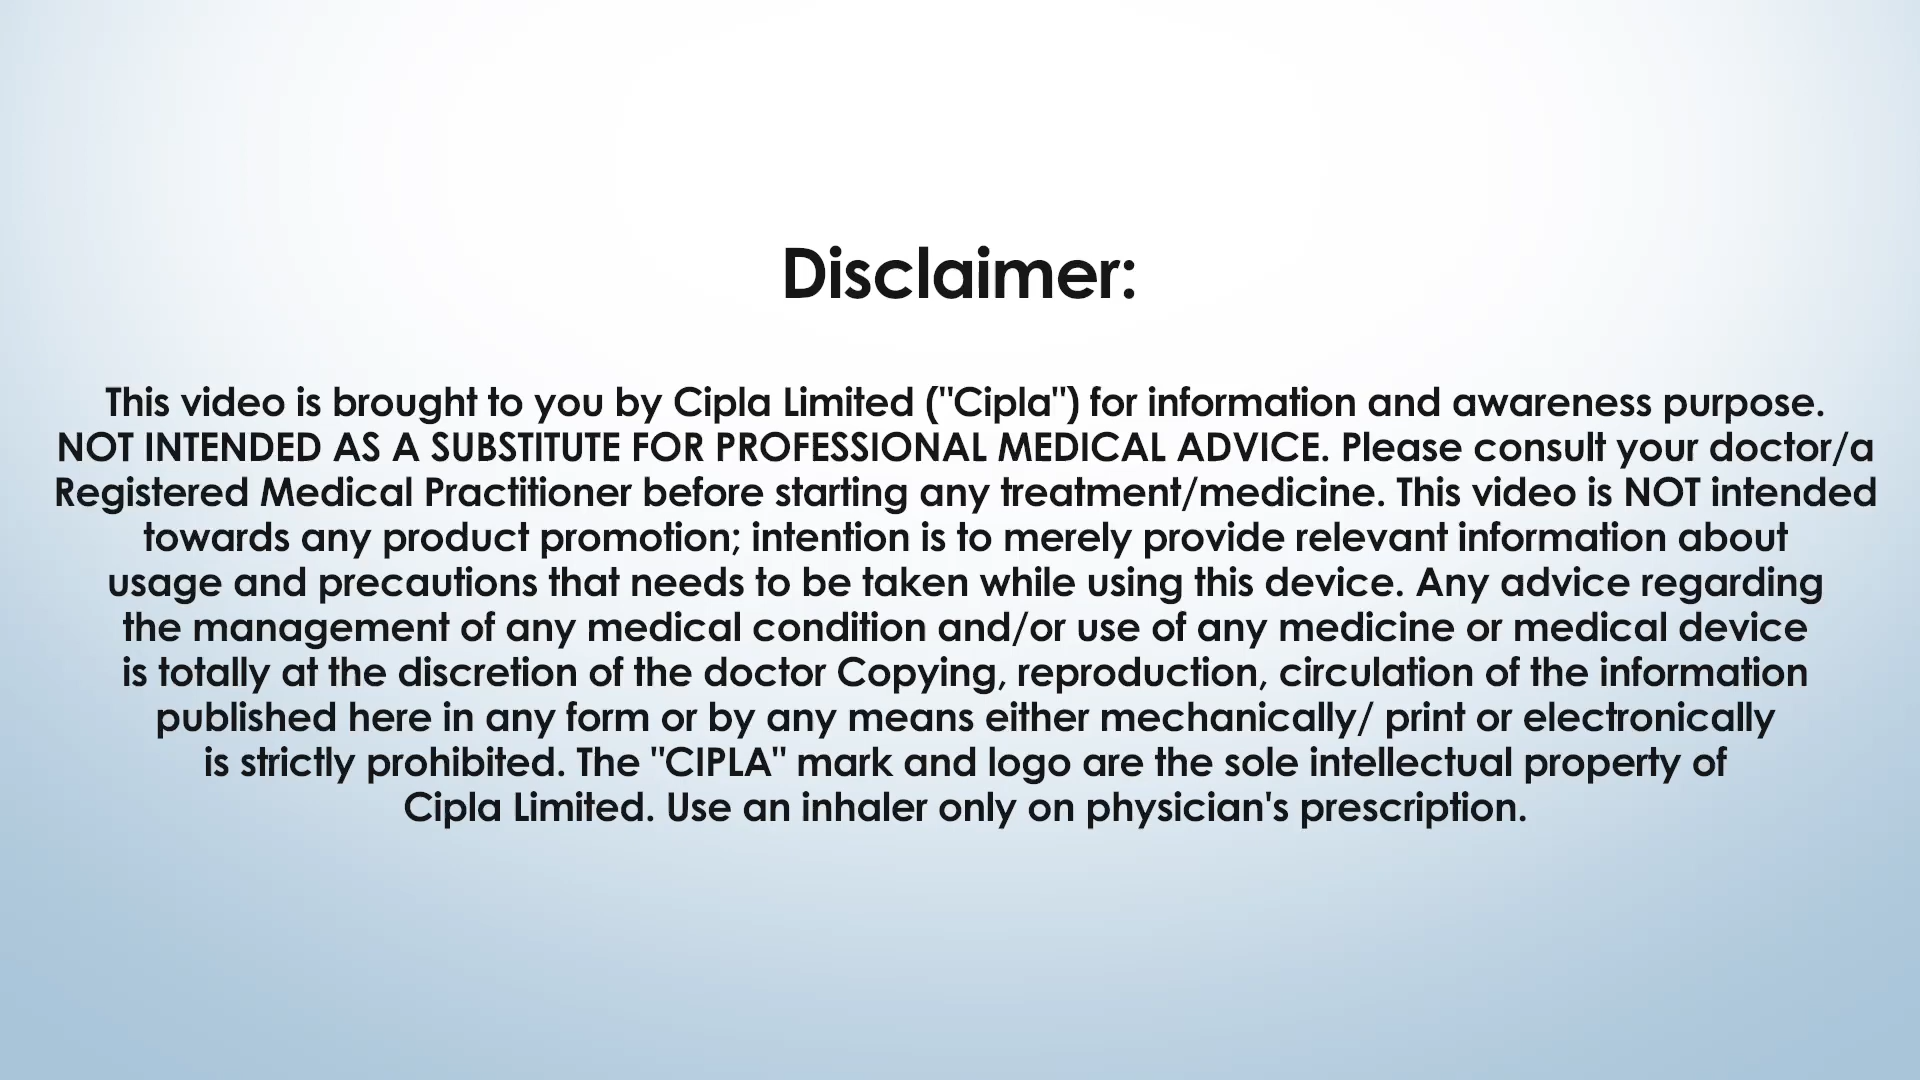 Disclaimer:
This video is brought to you by Cipla Limited ("Cipla") for information and awareness purpose.
NOT INTENDED AS A SUBSTITUTE FOR PROFESSIONAL MEDICAL ADVICE. Please consult your doctor/a
Registered Medical Practitioner before starting any treatment/medicine. This video is NOT intended
towards any product promotion; intention is to merely provide relevant information about
usage and precautions that needs to be taken while using this device. Any advice regarding
the management of any medical condition and/or use of any medicine or medical device
is totally at the discretion of the doctor Copying, reproduction, circulation of the information
published here in any form or by any means either mechanically/ print or electronically
is strictly prohibited. The "CIPLA" mark and logo are the sole intellectual property of
Cipla Limited. Use an inhaler only on physician's prescription.